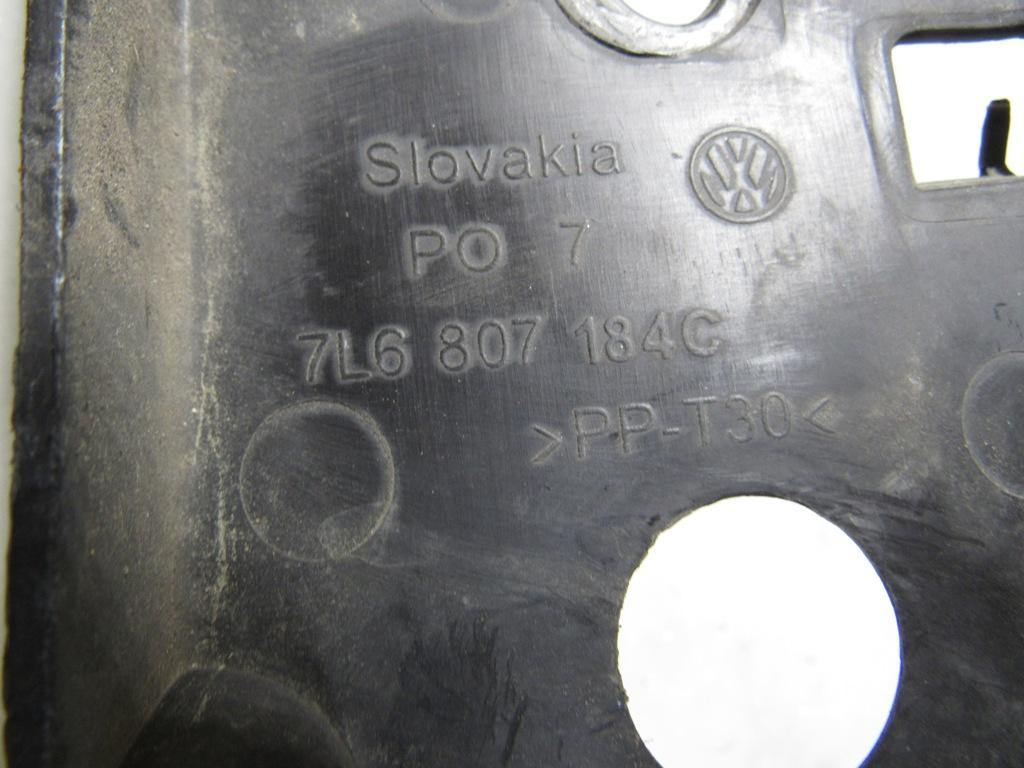 Slovakia
PO - 7
7L6 807 184C
>PP-T30<